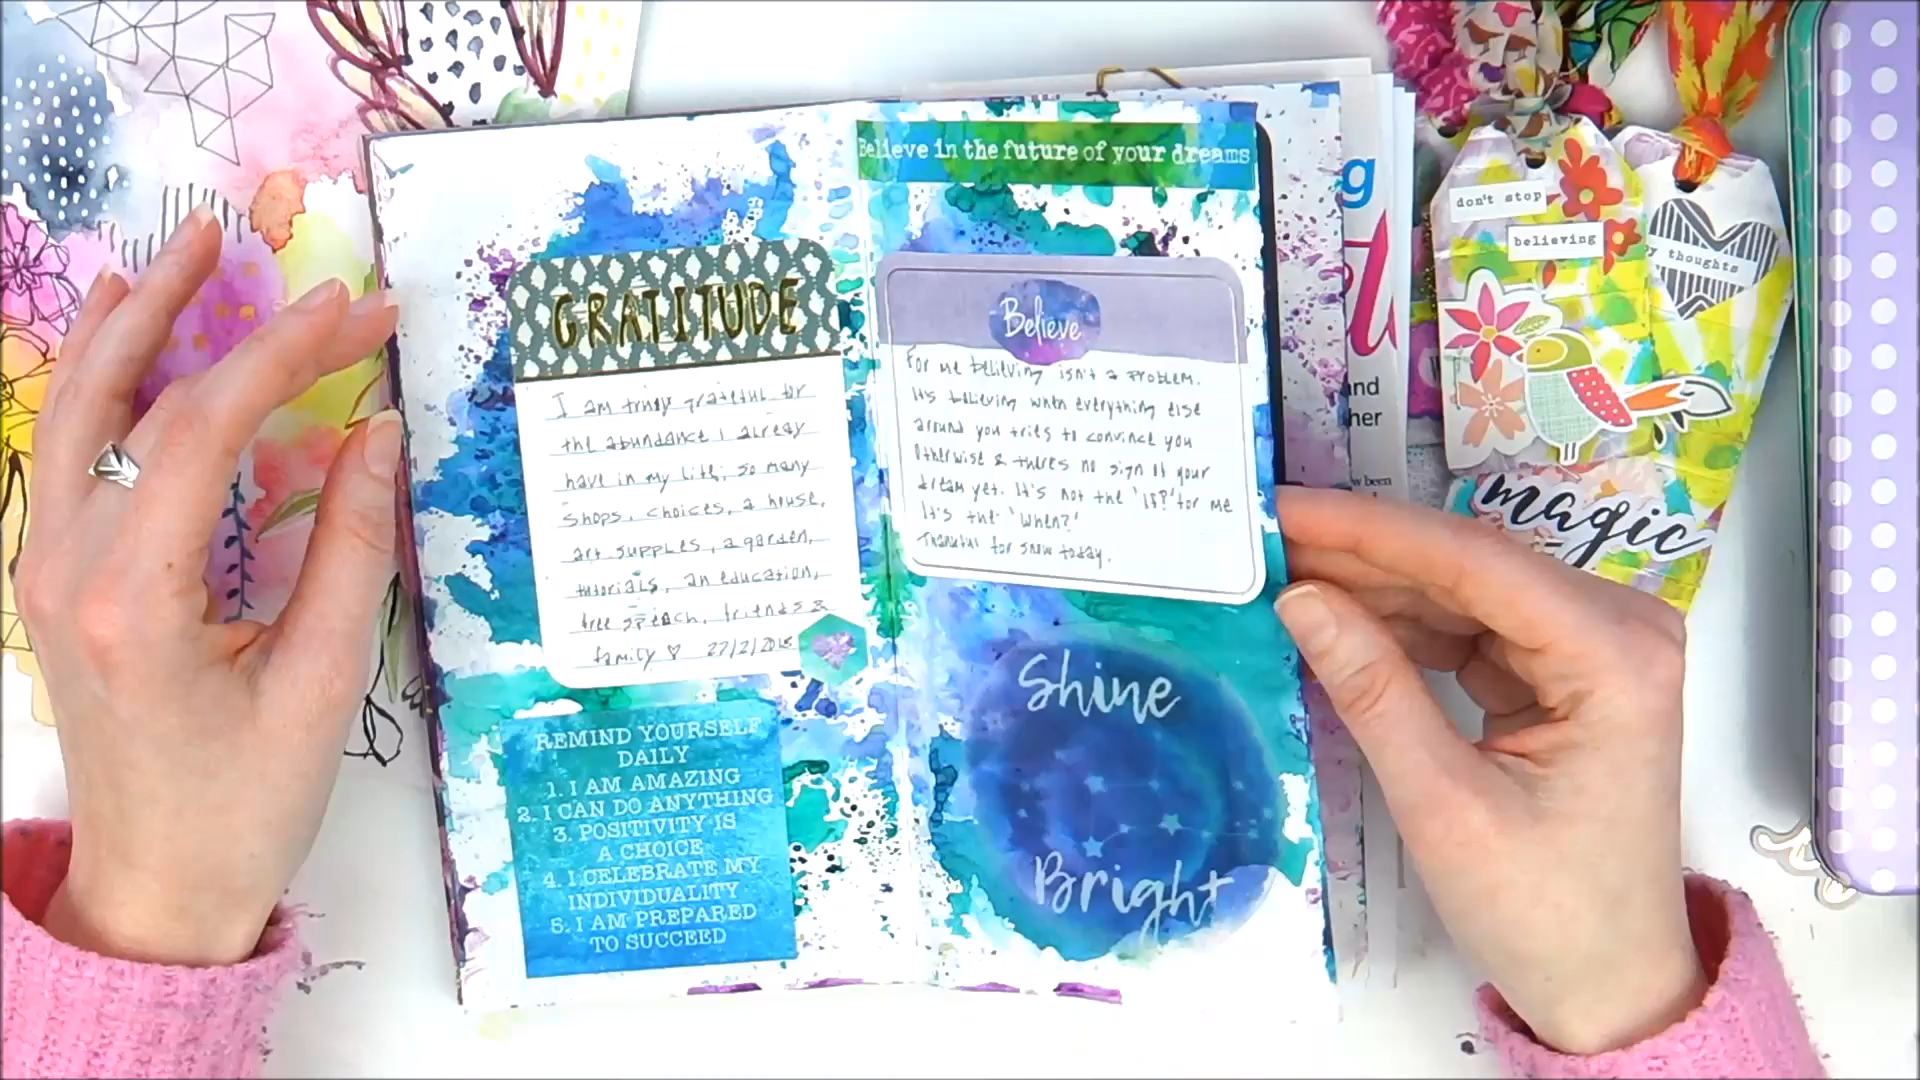 GRATITUDE
I am truly grateful for
the abundance I alreay
have in my life; so many
shops, choices, a house,
art supplies, a garden,
tutorials, an education,
free speach, friends &
family ♡ 27/2/2018
REMIND YOURSELF
DAILY
1. I AM AMAZING
2. I CAN DO ANYTHING
3. POSITIVITY IS
A CHOICE
4. I CELEBRATE MY
INDIVIDUALITY
5. I AM PREPARED
TO SUCCEED
Believe in the future of your dreams
Believe
For me believing isn't a problem.
It's believing when everything else
around you tries to convince you
otherwise & there's no sign of your
dream yet. It's not the 'if?' for me
It's the 'when?'
Thankful for snow today.
Shine
Bright
g
and
her
been
don't stop
believing
y thoughts
magic